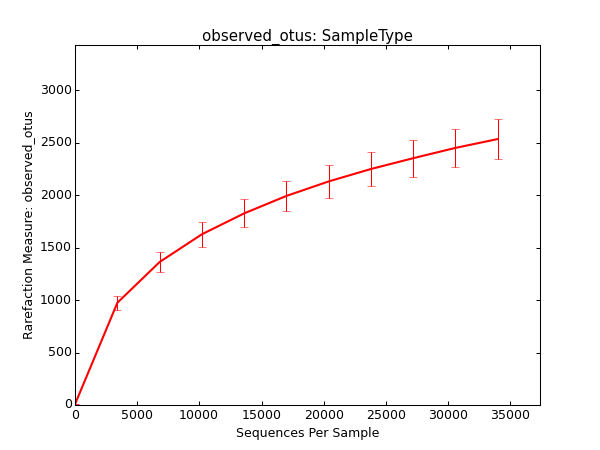 observed_otus: SampleType
Rarefaction Measure: observed_otus
3000
2500
2000
1500
1000
500
0
0 5000 10000 15000 20000 25000 30000 35000
Sequences Per Sample